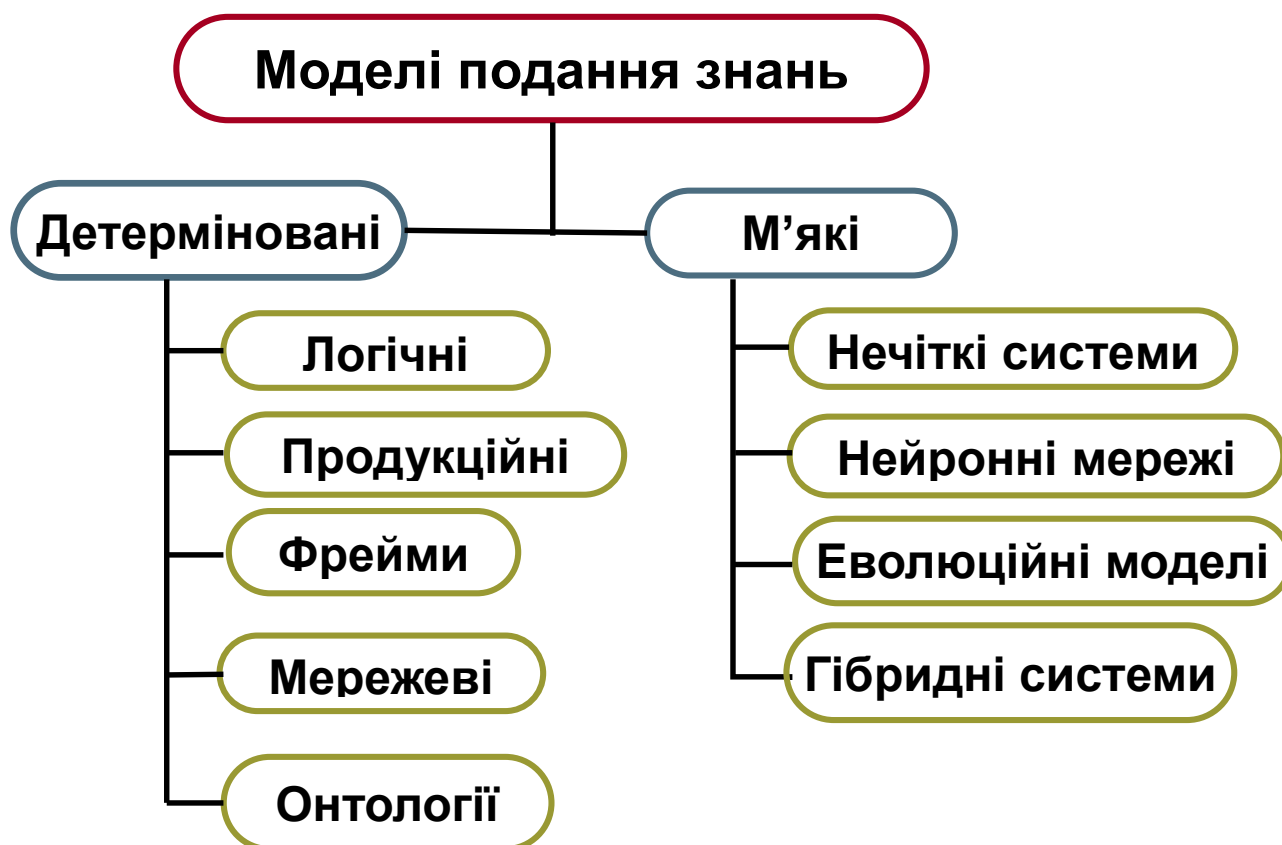 Моделі подання знань
Детерміновані
М’які
Логічні
Продукційні
Фрейми
Мережеві
Онтології
Нечіткі системи
Нейронні мережі
Еволюційні моделі
Гібридні системи